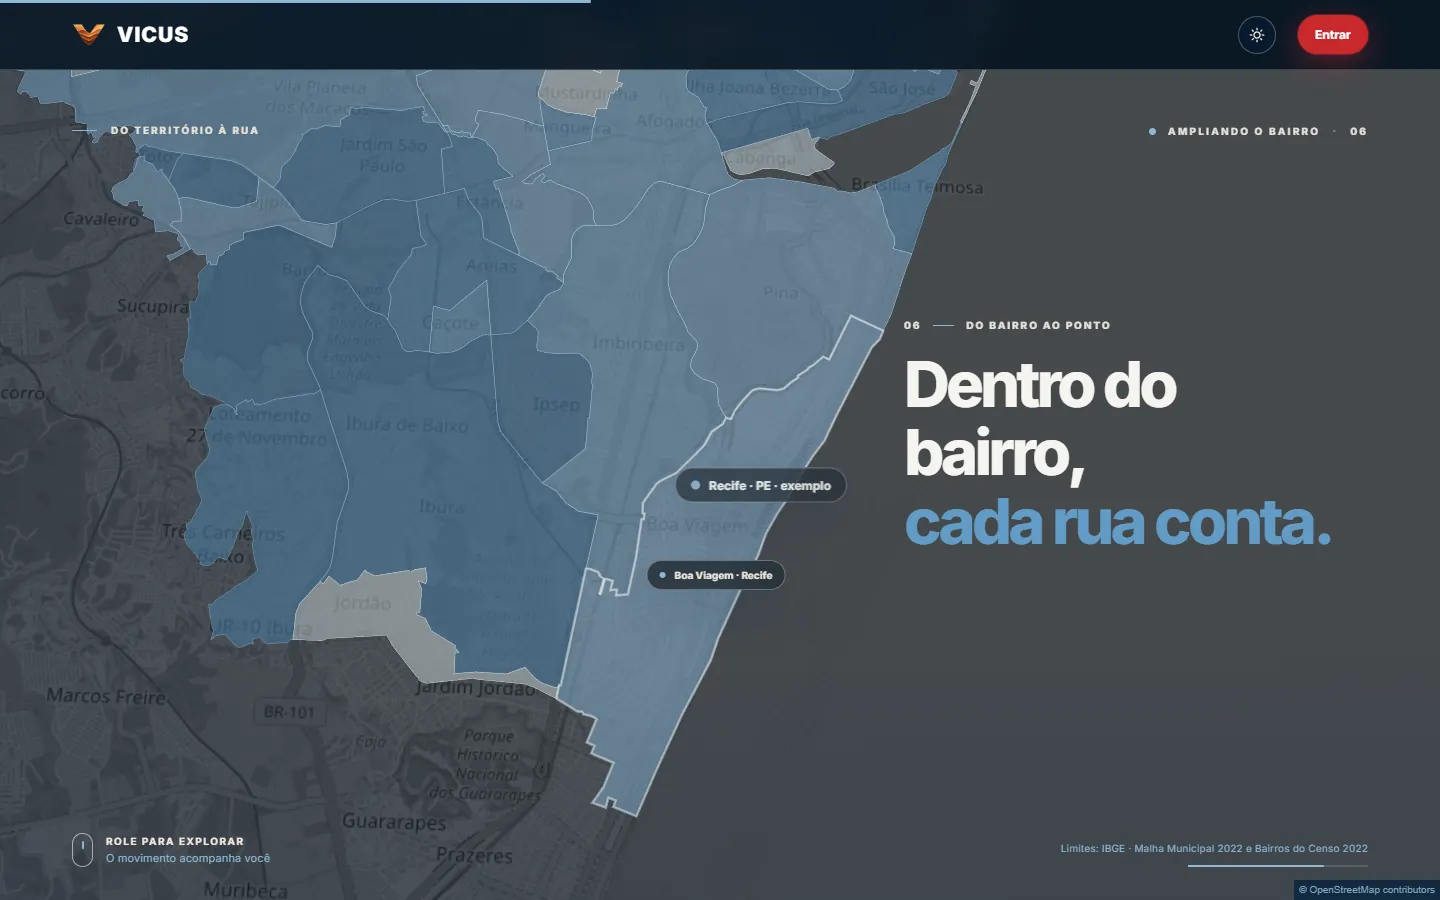 VICUS
Entrar
Vila Planeta
dos Macacos
Mustardinha
Ilha Joana Bezerra
São José
Mangueira
Afogado
DO TERRITÓRIO À RUA
AMPLIANDO O BAIRRO · 06
Jardim São
Paulo
Cabanga
Brasília Teimosa
Tejipió
Estância
Cavaleiro
Areias
Pina
Sucupira
Caçote
Imbiribeira
06 — DO BAIRRO AO PONTO
Dentro do
bairro,
cada rua conta.
Ipsep
Loteamento
27 de Novembro
Ibura de Baixo
Recife · PE · exemplo
Ibura
Boa Viagem
Três Carneiros
Baixo
Boa Viagem · Recife
Jordão
UR-10 Ibura
Jardim Jordão
Marcos Freire
BR-101
Parque
Histórico
Nacional
dos Guararapes
Guararapes
Prazeres
Muribeca
ROLE PARA EXPLORAR
O movimento acompanha você
Limites: IBGE · Malha Municipal 2022 e Bairros do Censo 2022
© OpenStreetMap contributors